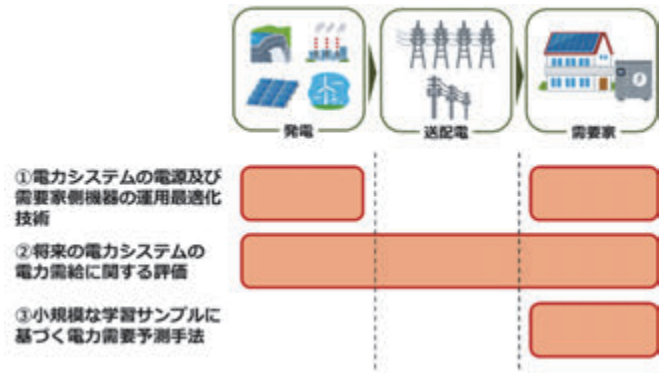 発電
送配電
需要家
①電力システムの電源及び
需要家側機器の運用最適化
技術
②将来の電力システムの
電力需給に関する評価
③小規模な学習サンプルに
基づく電力需要予測手法